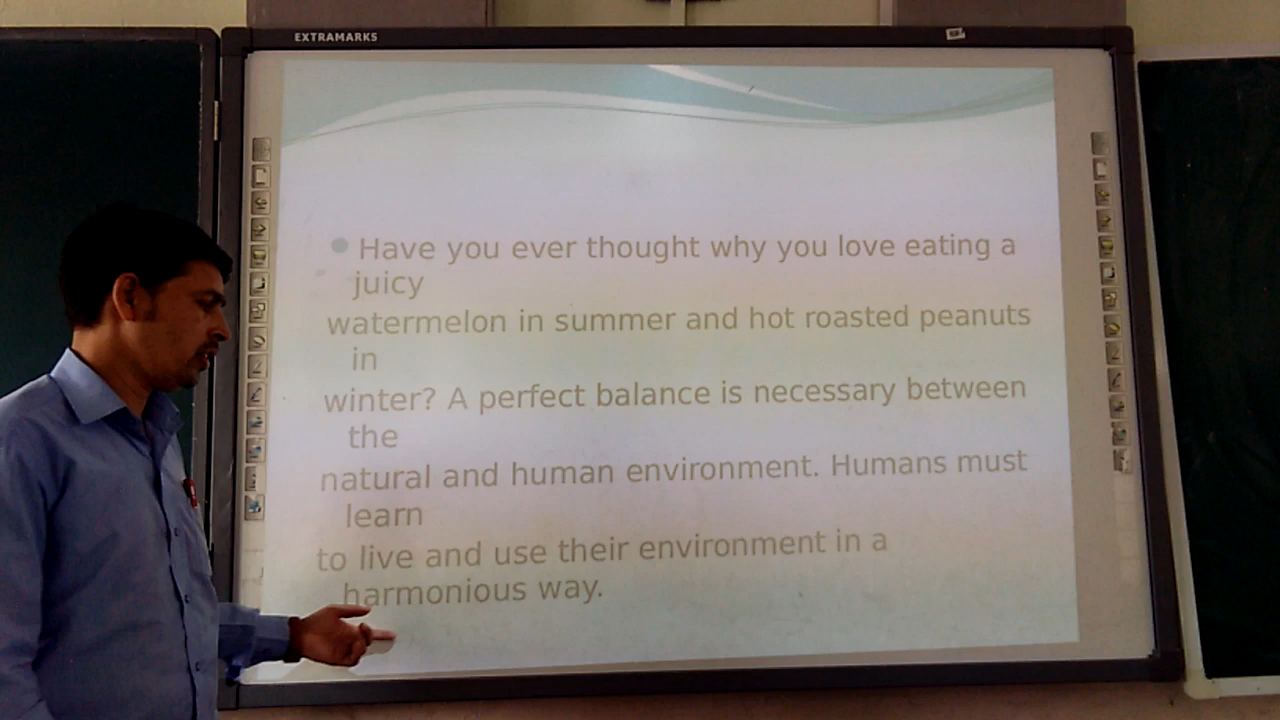 EXTRAMARKS
Have you ever thought why you love eating a
juicy
watermelon in summer and hot roasted peanuts
in
winter? A perfect balance is necessary between
the
natural and human environment. Humans must
learn
to live and use their environment in a
harmonious way.